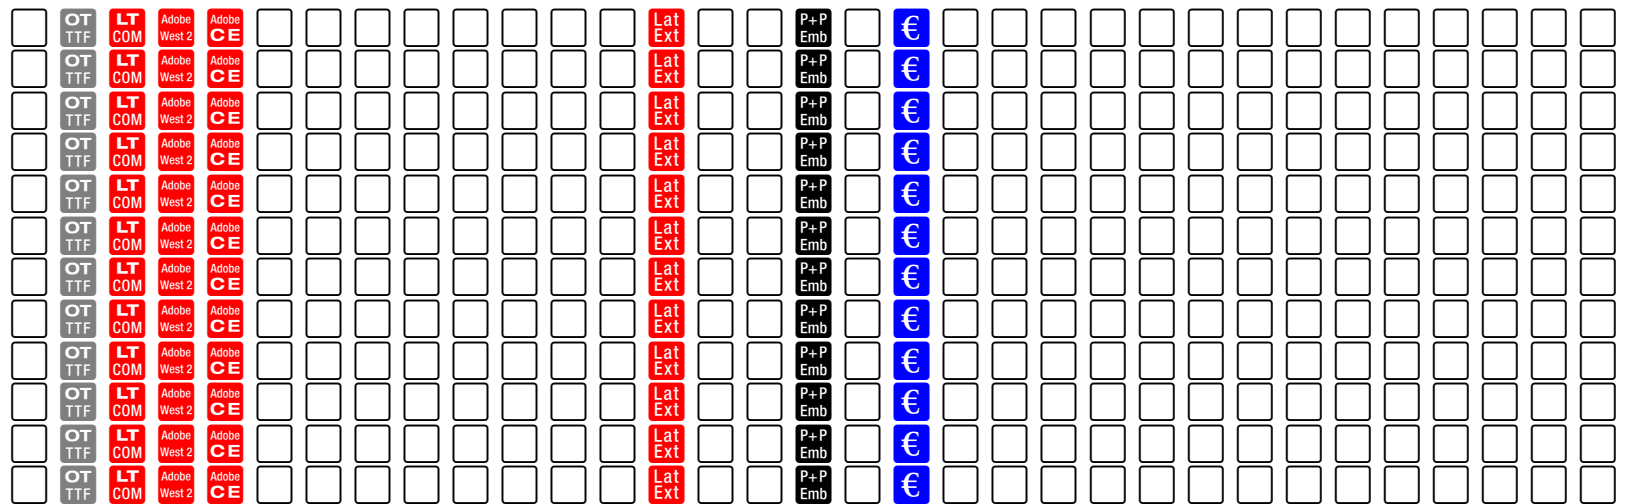 OT LT Adobe Adobe Lat P+P €
TTF COM West 2 CE Ext Emb
OT LT Adobe Adobe Lat P+P €
TTF COM West 2 CE Ext Emb
OT LT Adobe Adobe Lat P+P €
TTF COM West 2 CE Ext Emb
OT LT Adobe Adobe Lat P+P €
TTF COM West 2 CE Ext Emb
OT LT Adobe Adobe Lat P+P €
TTF COM West 2 CE Ext Emb
OT LT Adobe Adobe Lat P+P €
TTF COM West 2 CE Ext Emb
OT LT Adobe Adobe Lat P+P €
TTF COM West 2 CE Ext Emb
OT LT Adobe Adobe Lat P+P €
TTF COM West 2 CE Ext Emb
OT LT Adobe Adobe Lat P+P €
TTF COM West 2 CE Ext Emb
OT LT Adobe Adobe Lat P+P €
TTF COM West 2 CE Ext Emb
OT LT Adobe Adobe Lat P+P €
TTF COM West 2 CE Ext Emb
OT LT Adobe Adobe Lat P+P €
TTF COM West 2 CE Ext Emb